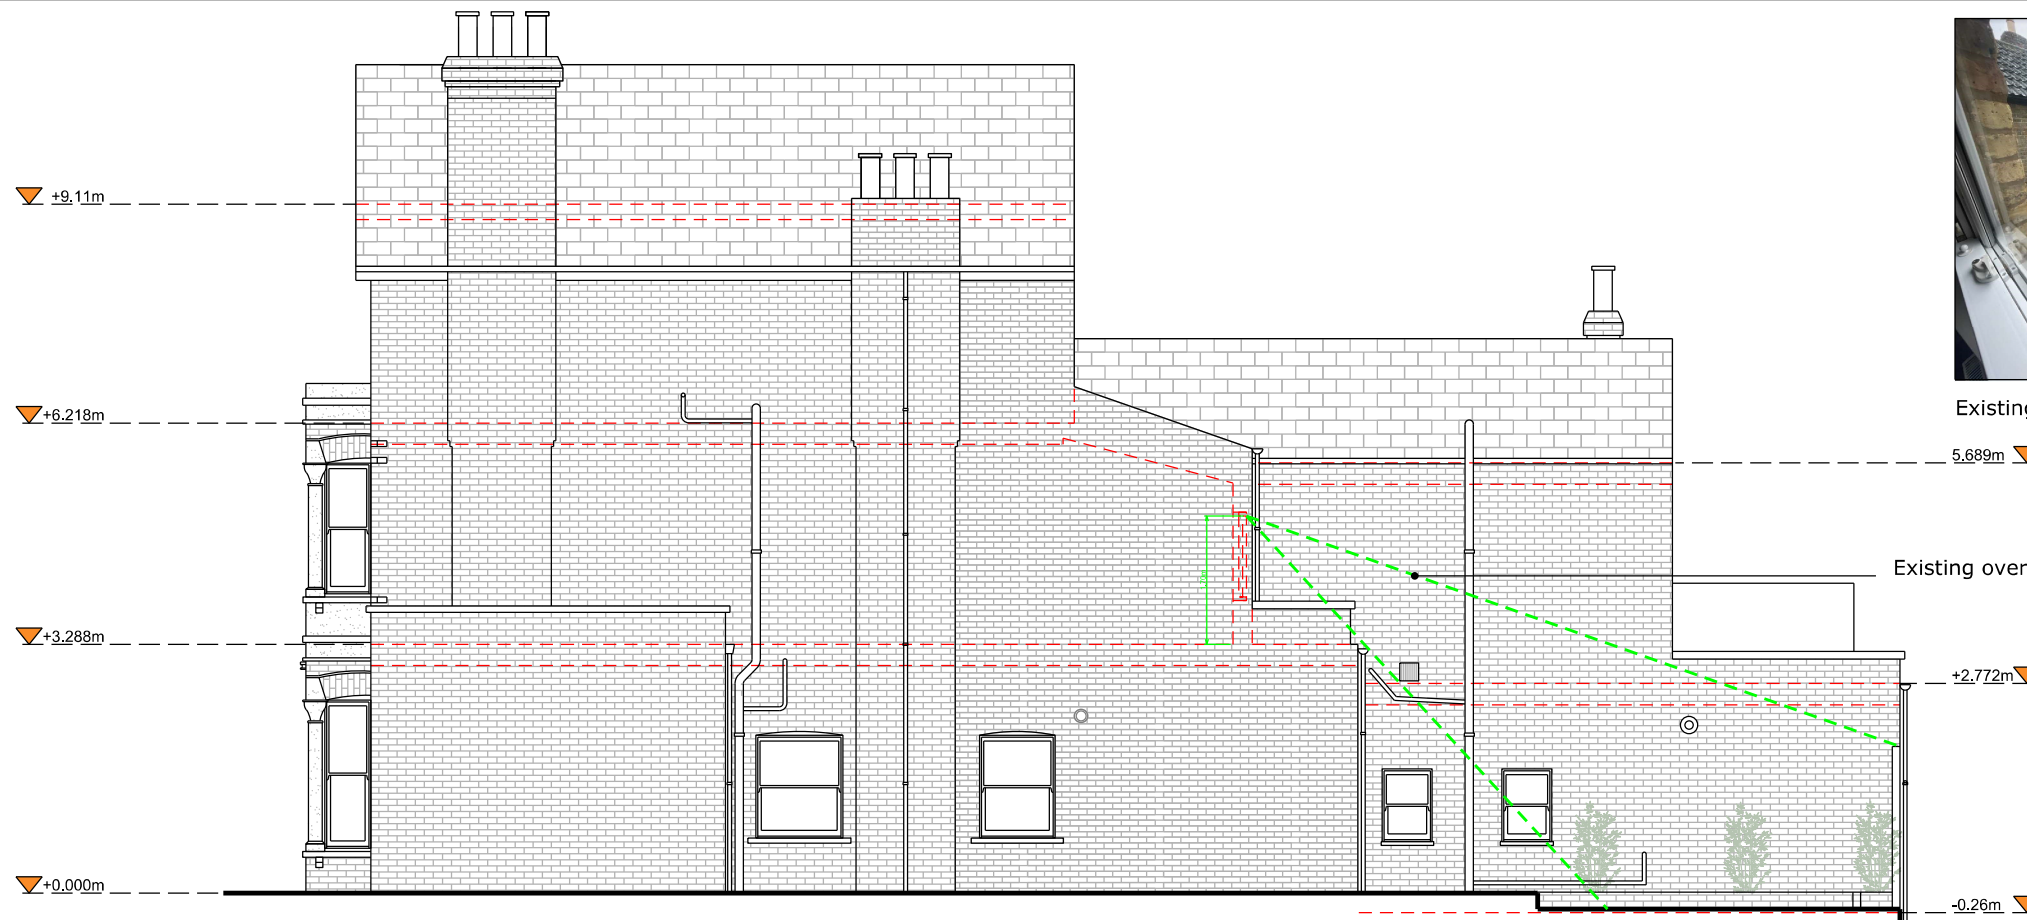 +9.11m
+6.218m
Existing
5.689m
Existing over
+3.288m
+2.772m
+0.000m
-0.26m